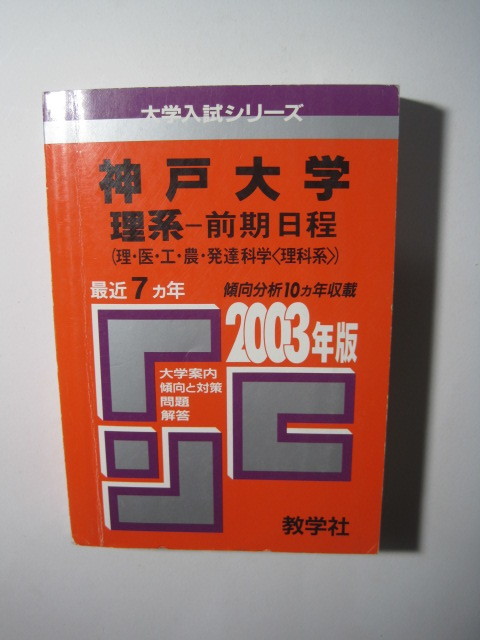 大学入試シリーズ
神戸大学
理系-前期日程
(理・医・工・農・発達科学〈理科系〉)
最近7ヵ年
傾向分析10ヵ年収載
2003年版
大学案内
傾向と対策
問題
解答
教学社